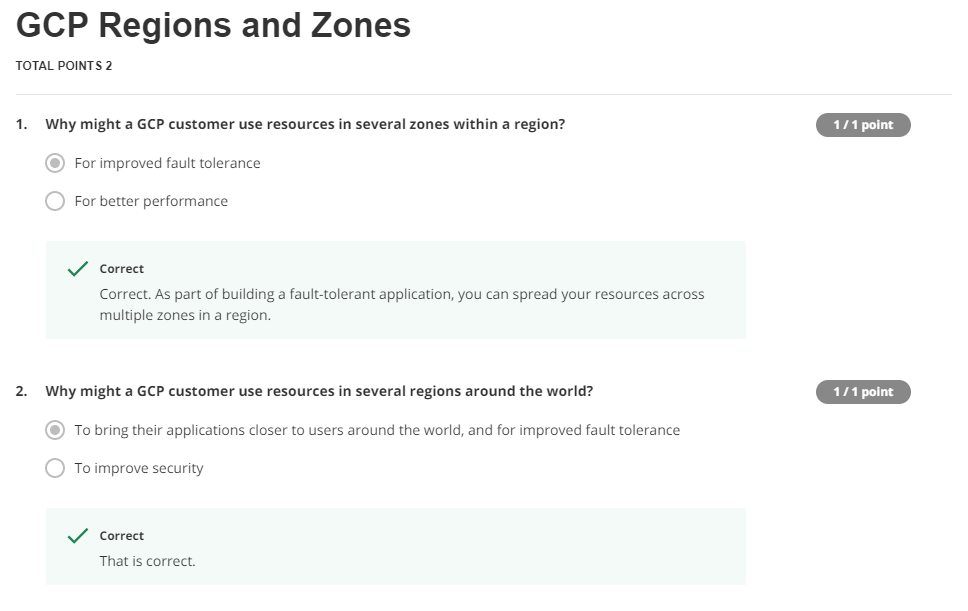 GCP Regions and Zones
TOTAL POINTS 2
1. Why might a GCP customer use resources in several zones within a region?
1 / 1 point
For improved fault tolerance
For better performance
Correct
Correct. As part of building a fault-tolerant application, you can spread your resources across
multiple zones in a region.
2. Why might a GCP customer use resources in several regions around the world?
1 / 1 point
To bring their applications closer to users around the world, and for improved fault tolerance
To improve security
Correct
That is correct.